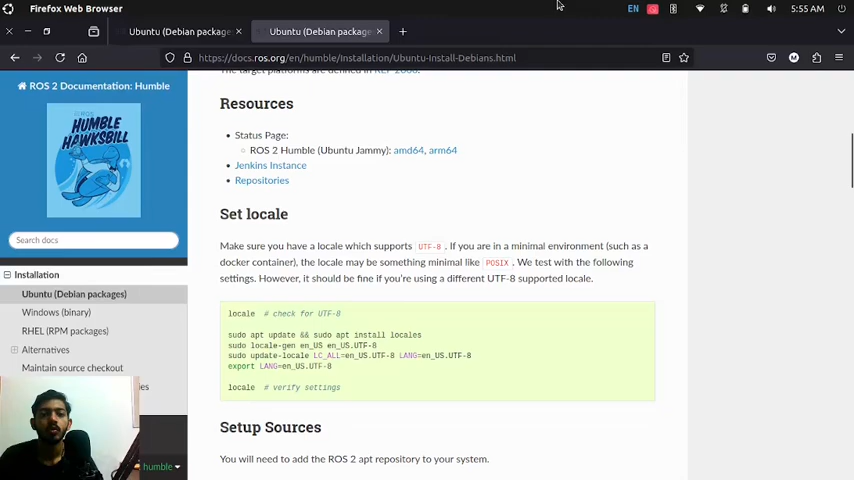 Firefox Web Browser
EN
5:55 AM
Ubuntu (Debian package
Ubuntu (Debian package
https://docs.ros.org/en/humble/Installation/Ubuntu-Install-Debians.html
ROS 2 Documentation: Humble
HUMBLE
HAWKSBILL
Search docs
Installation
Ubuntu (Debian packages)
Windows (binary)
RHEL (RPM packages)
Alternatives
Maintain source checkout
humble
The target platforms are defined in REP-2000.
Resources
Status Page:
ROS 2 Humble (Ubuntu Jammy): amd64, arm64
Jenkins Instance
Repositories
Set locale
Make sure you have a locale which supports UTF-8 . If you are in a minimal environment (such as a
docker container), the locale may be something minimal like POSIX . We test with the following
settings. However, it should be fine if you're using a different UTF-8 supported locale.
locale # check for UTF-8
sudo apt update && sudo apt install locales
sudo locale-gen en_US en_US.UTF-8
sudo update-locale LC_ALL=en_US.UTF-8 LANG=en_US.UTF-8
export LANG=en_US.UTF-8
locale # verify settings
Setup Sources
You will need to add the ROS 2 apt repository to your system.